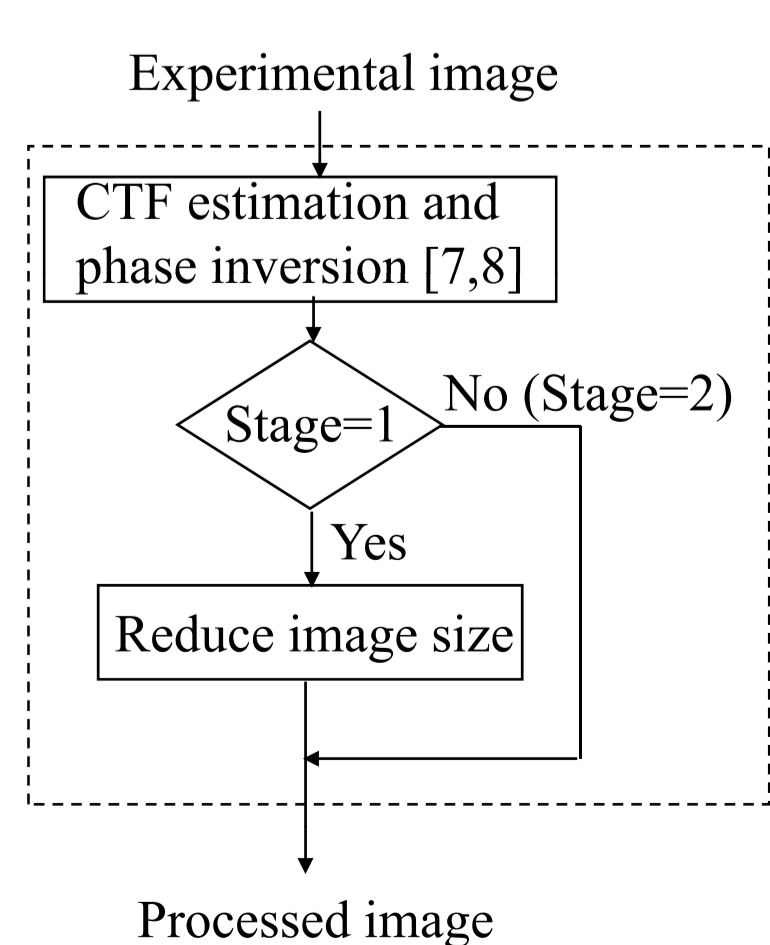 Experimental image
CTF estimation and
phase inversion [7,8]
No (Stage=2)
Stage=1
Yes
Reduce image size
Processed image